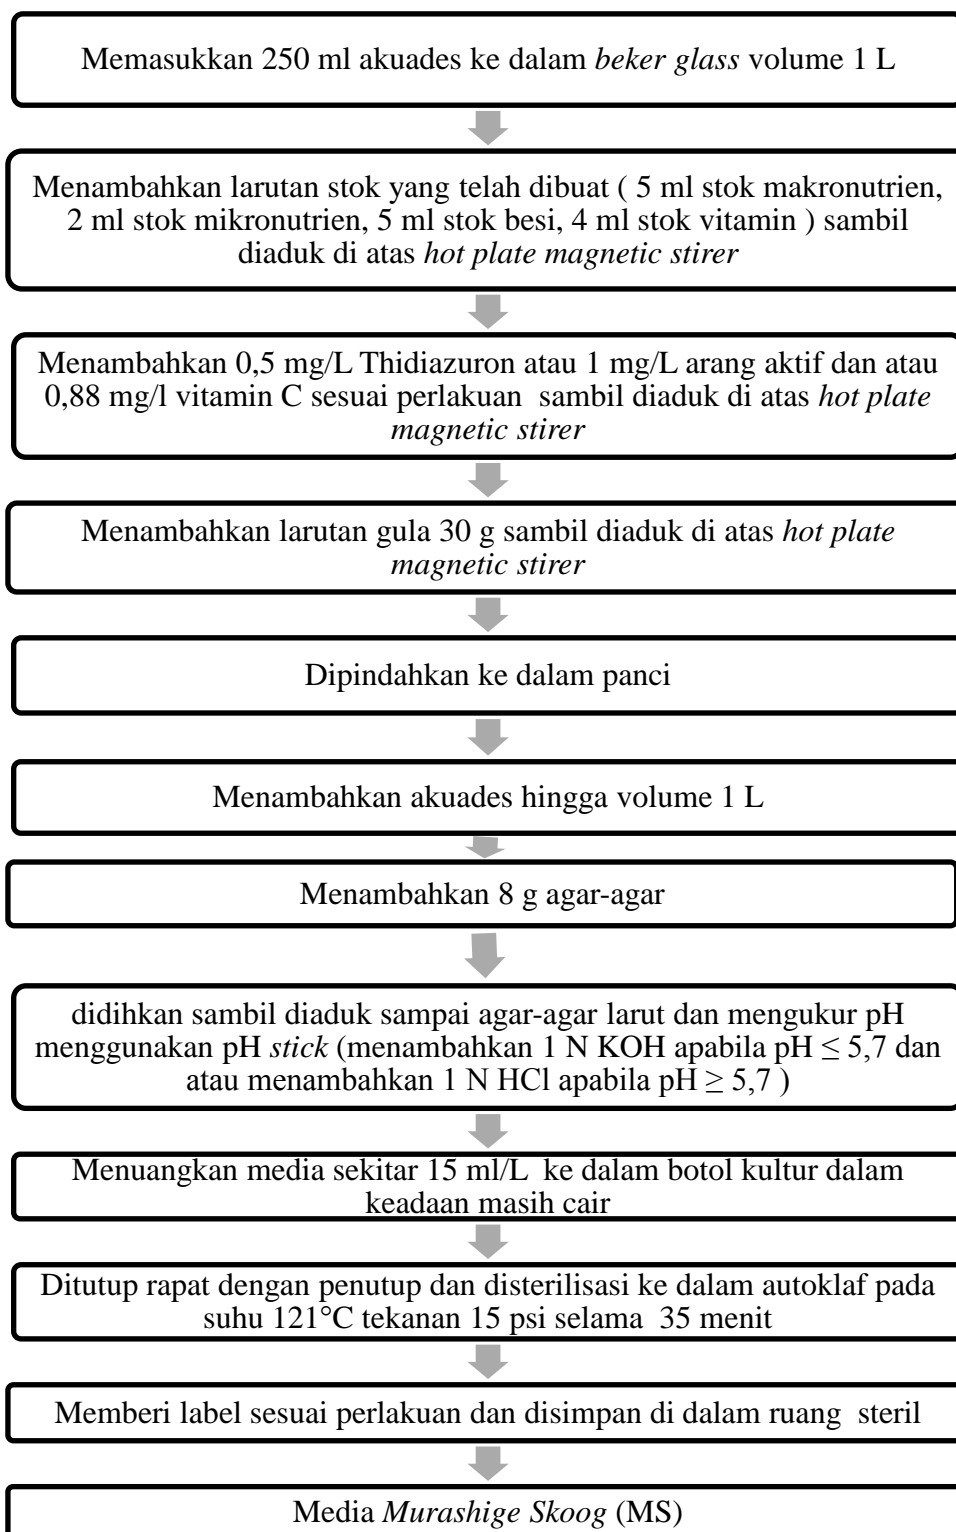 Memasukkan 250 ml akuades ke dalam beker glass volume 1 L
Menambahkan larutan stok yang telah dibuat ( 5 ml stok makronutrien,
2 ml stok mikronutrien, 5 ml stok besi, 4 ml stok vitamin ) sambil
diaduk di atas hot plate magnetic stirer
Menambahkan 0,5 mg/L Thidiazuron atau 1 mg/L arang aktif dan atau
0,88 mg/l vitamin C sesuai perlakuan sambil diaduk di atas hot plate
magnetic stirer
Menambahkan larutan gula 30 g sambil diaduk di atas hot plate
magnetic stirer
Dipindahkan ke dalam panci
Menambahkan akuades hingga volume 1 L
Menambahkan 8 g agar-agar
didihkan sambil diaduk sampai agar-agar larut dan mengukur pH
menggunakan pH stick (menambahkan 1 N KOH apabila pH ≤ 5,7 dan
atau menambahkan 1 N HCl apabila pH ≥ 5,7 )
Menuangkan media sekitar 15 ml/L ke dalam botol kultur dalam
keadaan masih cair
Ditutup rapat dengan penutup dan disterilisasi ke dalam autoklaf pada
suhu 121°C tekanan 15 psi selama 35 menit
Memberi label sesuai perlakuan dan disimpan di dalam ruang steril
Media Murashige Skoog (MS)